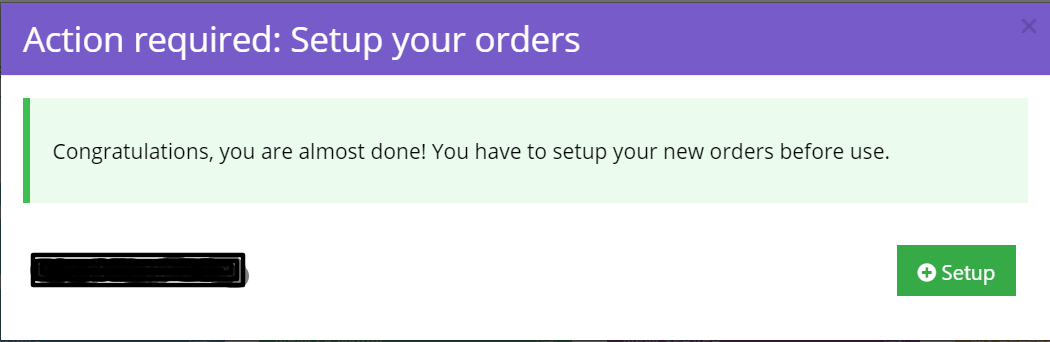 Action required: Setup your orders
Congratulations, you are almost done! You have to setup your new orders before use.
Setup